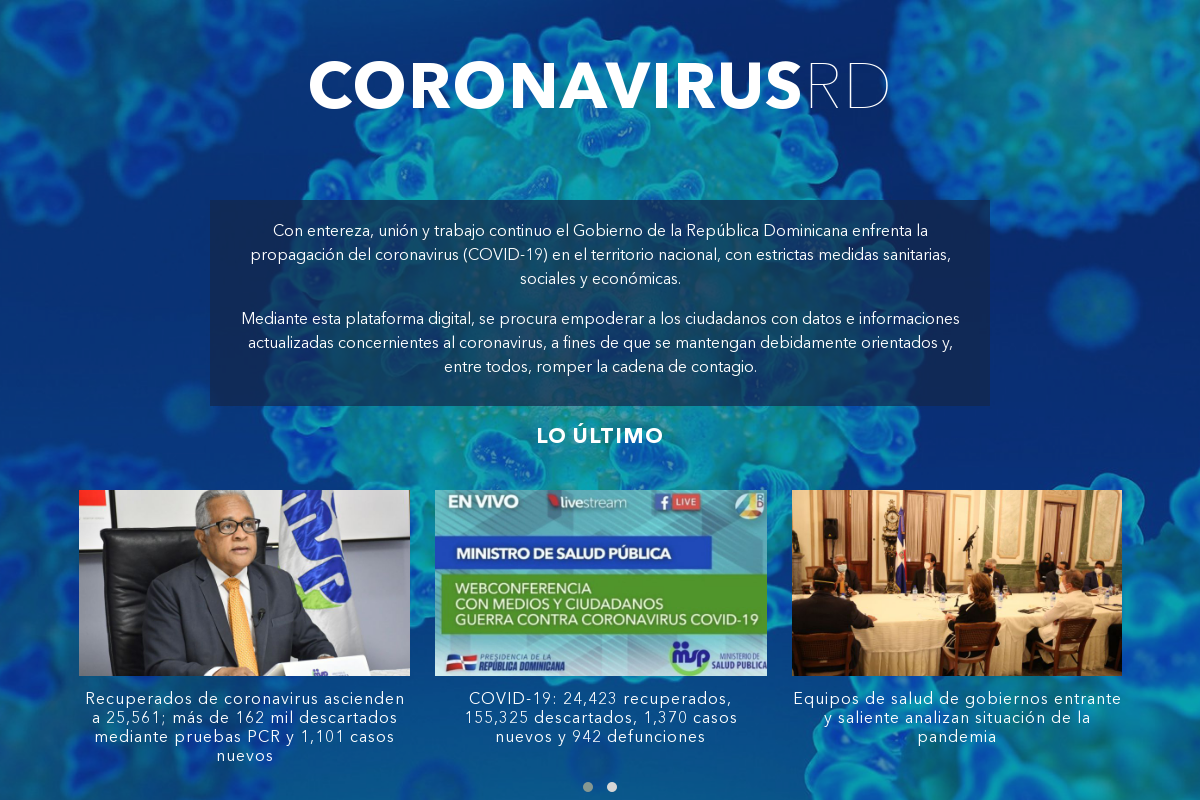 CORONAVIRUSRD
Con entereza, unión y trabajo continuo el Gobierno de la República Dominicana enfrenta la
propagación del coronavirus (COVID-19) en el territorio nacional, con estrictas medidas sanitarias,
sociales y económicas.
Mediante esta plataforma digital, se procura empoderar a los ciudadanos con datos e informaciones
actualizadas concernientes al coronavirus, a fines de que se mantengan debidamente orientados y,
entre todos, romper la cadena de contagio.
LO ÚLTIMO
EN VIVO
livestream
LIVE
MINISTRO DE SALUD PÚBLICA
WEBCONFERENCIA
CON MEDIOS Y CIUDADANOS
GUERRA CONTRA CORONAVIRUS COVID-19
PRESIDENCIA DE LA
REPÚBLICA DOMINICANA
msp
MINISTERIO DE
SALUD PUBLICA
Recuperados de coronavirus ascienden
a 25,561; más de 162 mil descartados
mediante pruebas PCR y 1,101 casos
nuevos
COVID-19: 24,423 recuperados,
155,325 descartados, 1,370 casos
nuevos y 942 defunciones
Equipos de salud de gobiernos entrante
y saliente analizan situación de la
pandemia